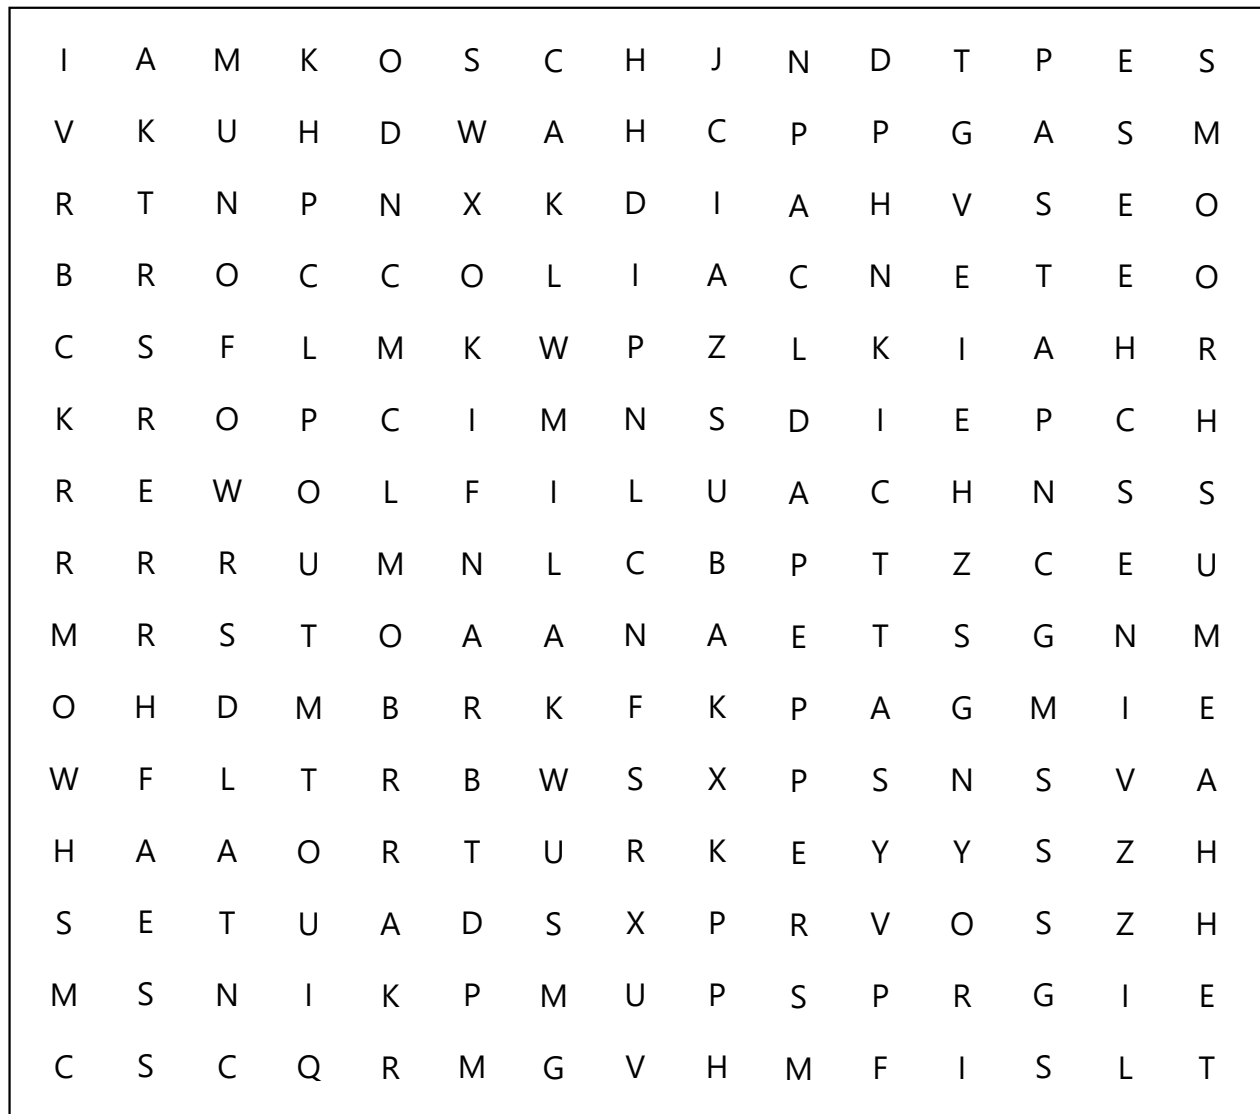 I A M K O S C H J N D T P E S
V K U H D W A H C P P G A S M
R T N P N X K D I A H V S E O
B R O C C O L I A C N E T E O
C S F L M K W P Z L K I A H R
K R O P C I M N S D I E P C H
R E W O L F I L U A C H N S S
R R R U M N L C B P T Z C E U
M R S T O A A N A E T S G N M
O H D M B R K F K P A G M I E
W F L T R B W S X P S N S V A
H A A O R T U R K E Y Y S Z H
S E T U A D S X P R V O S Z H
M S N I K P M U P S P R G I E
C S C Q R M G V H M F I S L T